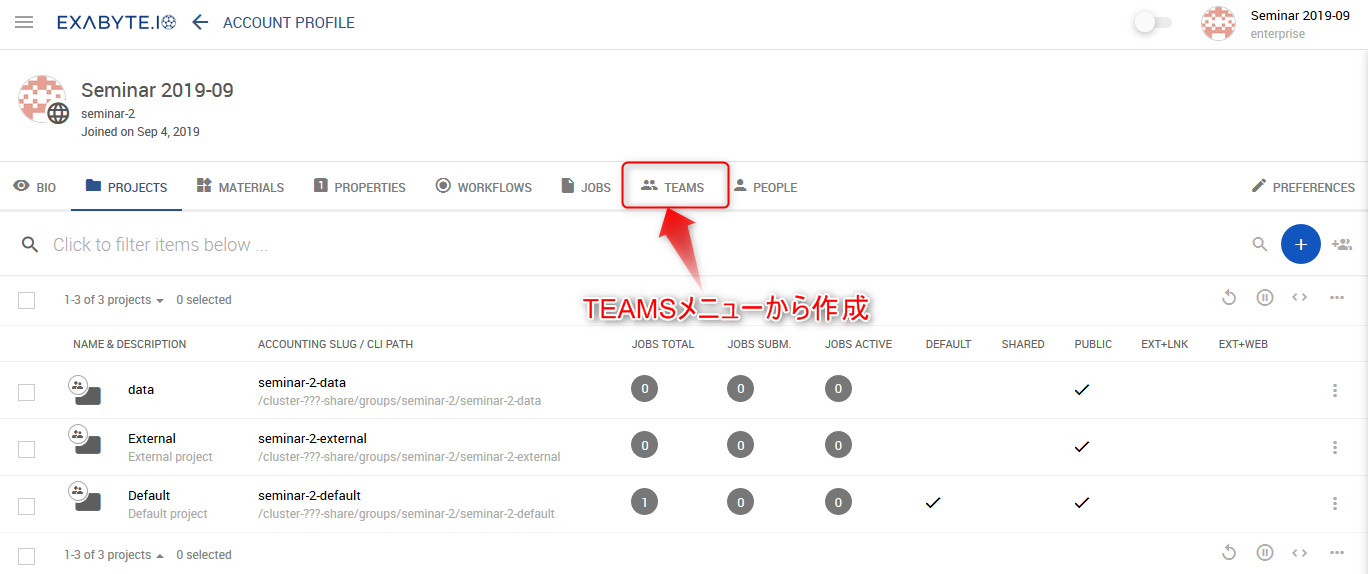 EXABYTE.IO ACCOUNT PROFILE Seminar 2019-09
enterprise
Seminar 2019-09
seminar-2
Joined on Sep 4, 2019
BIO PROJECTS MATERIALS 1 PROPERTIES WORKFLOWS JOBS TEAMS PEOPLE PREFERENCES
Click to filter items below ...
1-3 of 3 projects 0 selected
TEAMSメニューから作成
NAME & DESCRIPTION ACCOUNTING SLUG / CLI PATH JOBS TOTAL JOBS SUBM. JOBS ACTIVE DEFAULT SHARED PUBLIC EXT+LNK EXT+WEB
data seminar-2-data 0 0 0
/cluster-???-share/groups/seminar-2/seminar-2-data
External seminar-2-external 0 0 0
External project /cluster-???-share/groups/seminar-2/seminar-2-external
Default seminar-2-default 1 0 0
Default project /cluster-???-share/groups/seminar-2/seminar-2-default
1-3 of 3 projects 0 selected